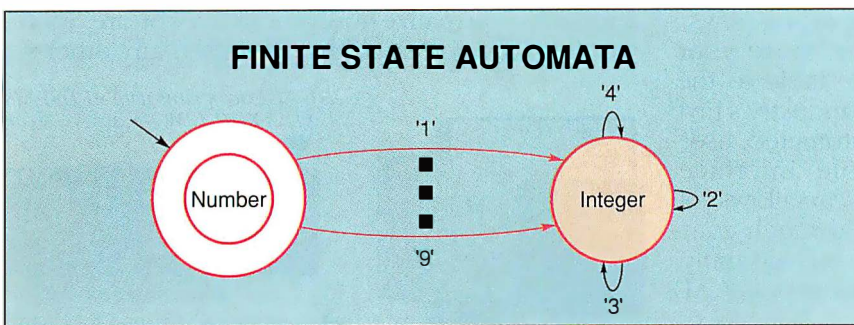 FINITE STATE AUTOMATA
'4'
'1'
Number
Integer
'2'
'9'
'3'